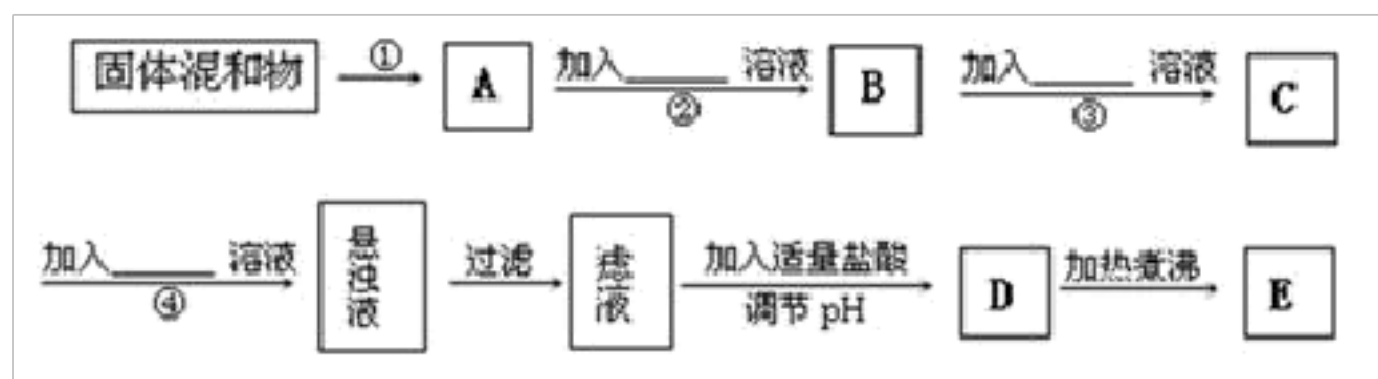 固体混和物 ① A 加入______溶液 ② B 加入______溶液 ③ C
加入______溶液 ④ 悬浊液 过滤 滤液 加入适量盐酸 调节 pH D 加热煮沸 E